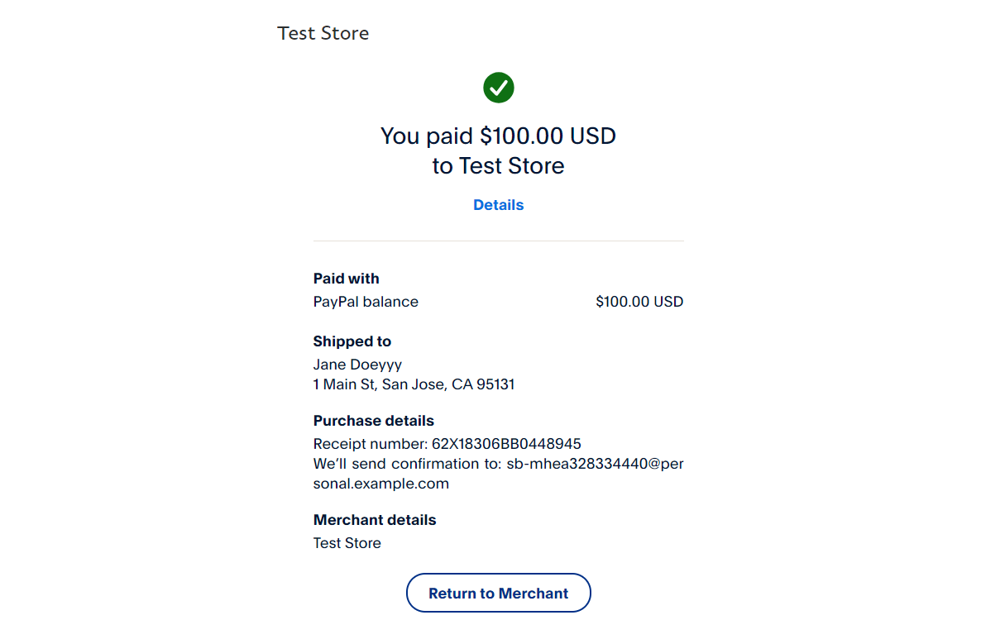 Test Store
You paid $100.00 USD
to Test Store
Details
Paid with
PayPal balance $100.00 USD
Shipped to
Jane Doeyyy
1 Main St, San Jose, CA 95131
Purchase details
Receipt number: 62X18306BB0448945
We’ll send confirmation to: sb-mhea328334440@per
sonal.example.com
Merchant details
Test Store
Return to Merchant